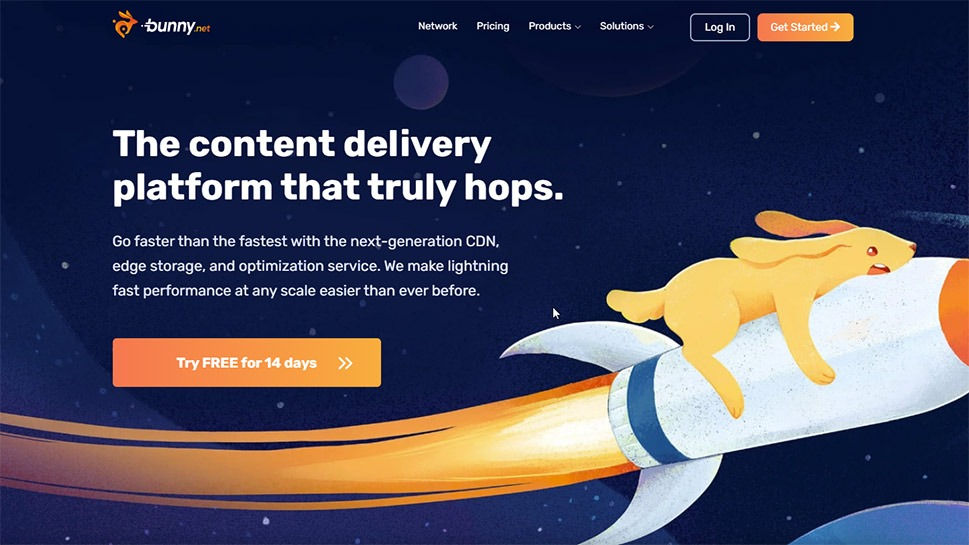 bunny.net
Network Pricing Products Solutions Log In Get Started
The content delivery
platform that truly hops.
Go faster than the fastest with the next-generation CDN,
edge storage, and optimization service. We make lightning
fast performance at any scale easier than ever before.
Try FREE for 14 days